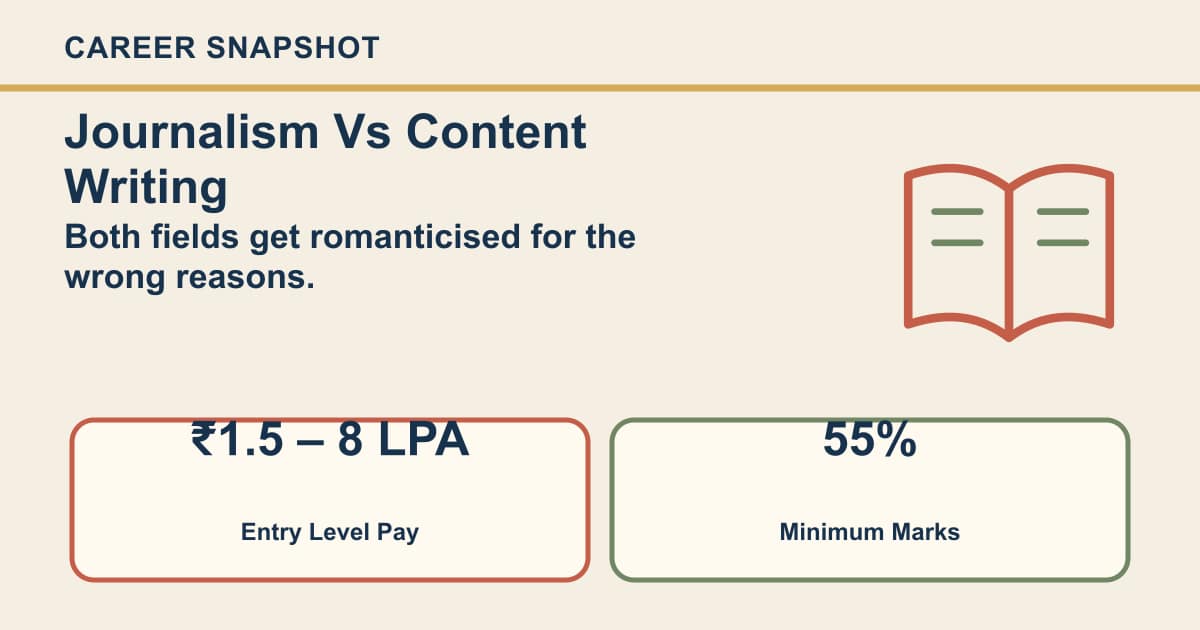 CAREER SNAPSHOT
Journalism Vs Content
Writing
Both fields get romanticised for the
wrong reasons.
₹1.5 – 8 LPA
Entry Level Pay
55%
Minimum Marks